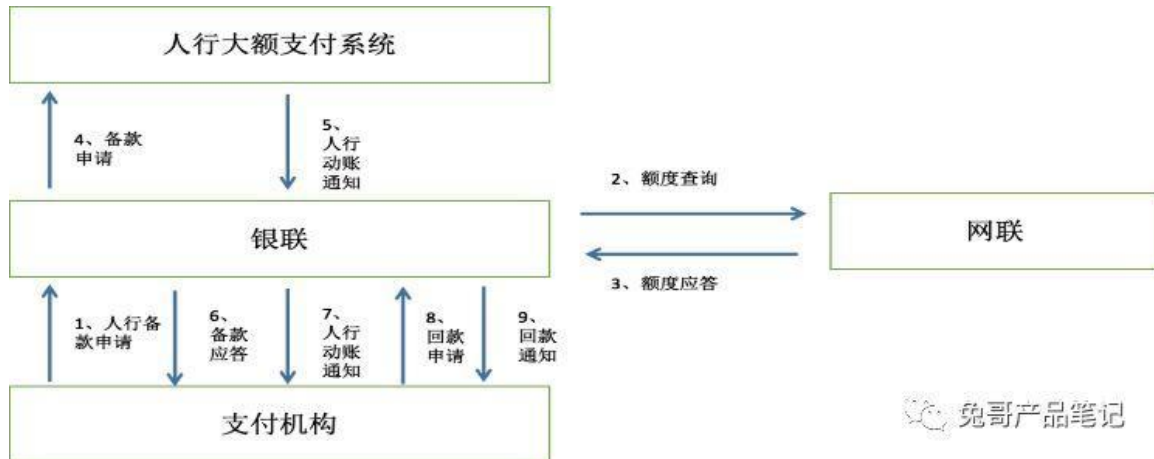 人行大额支付系统
4、备款
申请
5、
人行
动账
通知
2、额度查询
银联
网联
3、额度应答
1、人行备
款申请
6、
备款
应答
7、
人行
动账
通知
8、
回款
申请
9、
回款
通知
支付机构
兔哥产品笔记